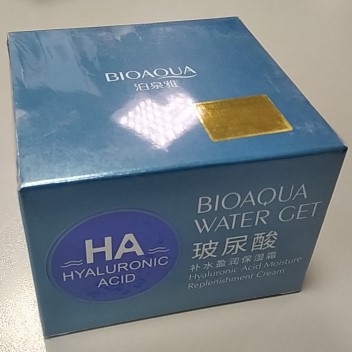 BIOAQUA
泊泉雅
HA
HYALURONIC
ACID
BIOAQUA
WATER GET
玻尿酸
补水盈润保湿霜
Hyaluronic Acid Moisture
Replenishment Cream